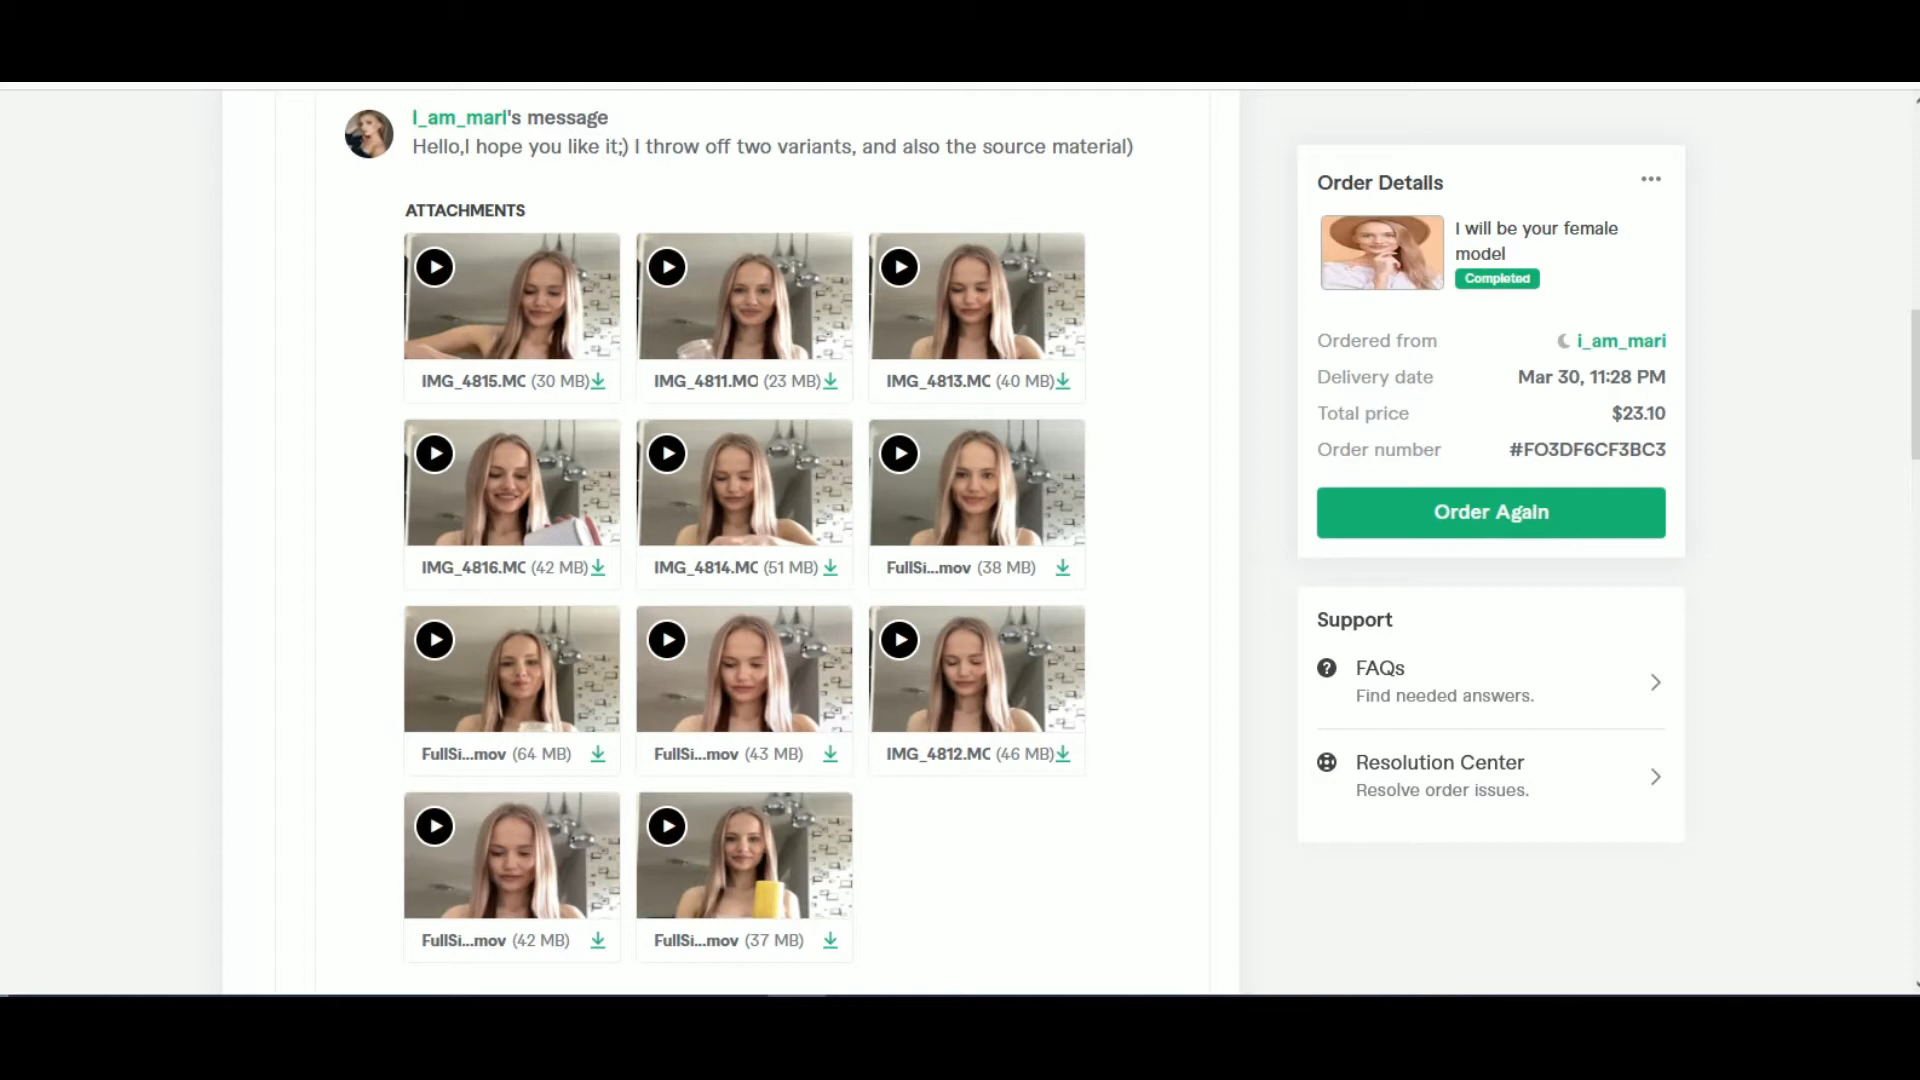 I_am_mari's message
Hello,I hope you like it;) I throw off two variants, and also the source material)
ATTACHMENTS
IMG_4815.MC (30 MB)
IMG_4811.MO (23 MB)
IMG_4813.MC (40 MB)
IMG_4816.MC (42 MB)
IMG_4814.MC (51 MB)
FullSi...mov (38 MB)
FullSi...mov (64 MB)
FullSi...mov (43 MB)
IMG_4812.MC (46 MB)
FullSi...mov (42 MB)
FullSi...mov (37 MB)
Order Details
I will be your female
model
Completed
Ordered from i_am_mari
Delivery date Mar 30, 11:28 PM
Total price $23.10
Order number #FO3DF6CF3BC3
Order Again
Support
FAQs
Find needed answers.
Resolution Center
Resolve order issues.